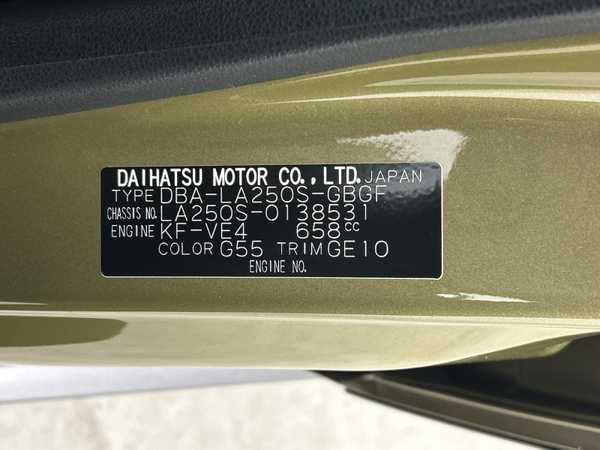 DAIHATSU MOTOR CO., LTD. JAPAN
TYPE DBA-LA250S-GBGF
CHASSIS NO. LA250S-0138531
ENGINE KF-VE4 658cc
COLOR G55 TRIM GE10
ENGINE NO.